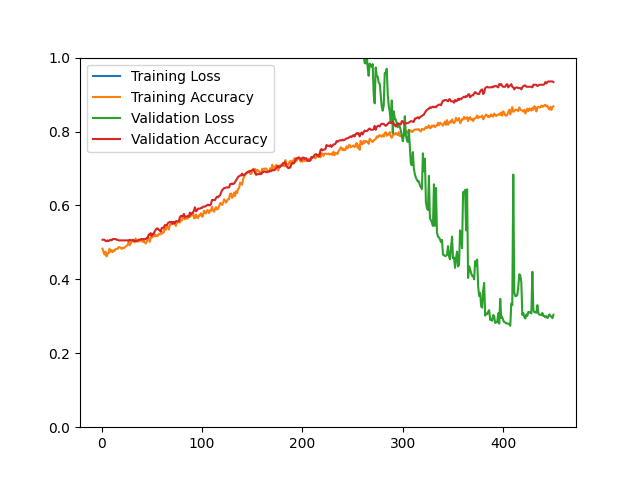 1.0
0.8
0.6
0.4
0.2
0.0
Training Loss
Training Accuracy
Validation Loss
Validation Accuracy
0 100 200 300 400